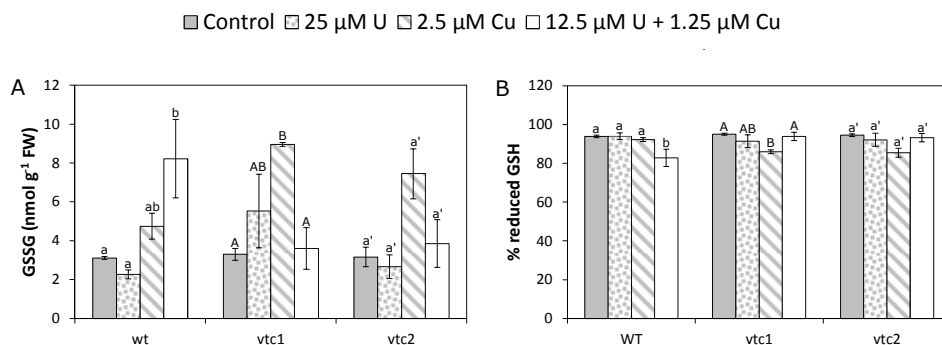 Control 25 µM U 2.5 µM Cu 12.5 µM U + 1.25 µM Cu
A
GSSG (nmol g-1 FW)
12
10
8
6
4
2
0
a
a
ab
b
A
AB
B
A
a'
a'
a'
a'
wt
vtc1
vtc2
B
% reduced GSH
120
100
80
60
40
20
0
a
a
a
b
A
AB
B
A
a'
a'
a'
a'
WT
vtc1
vtc2